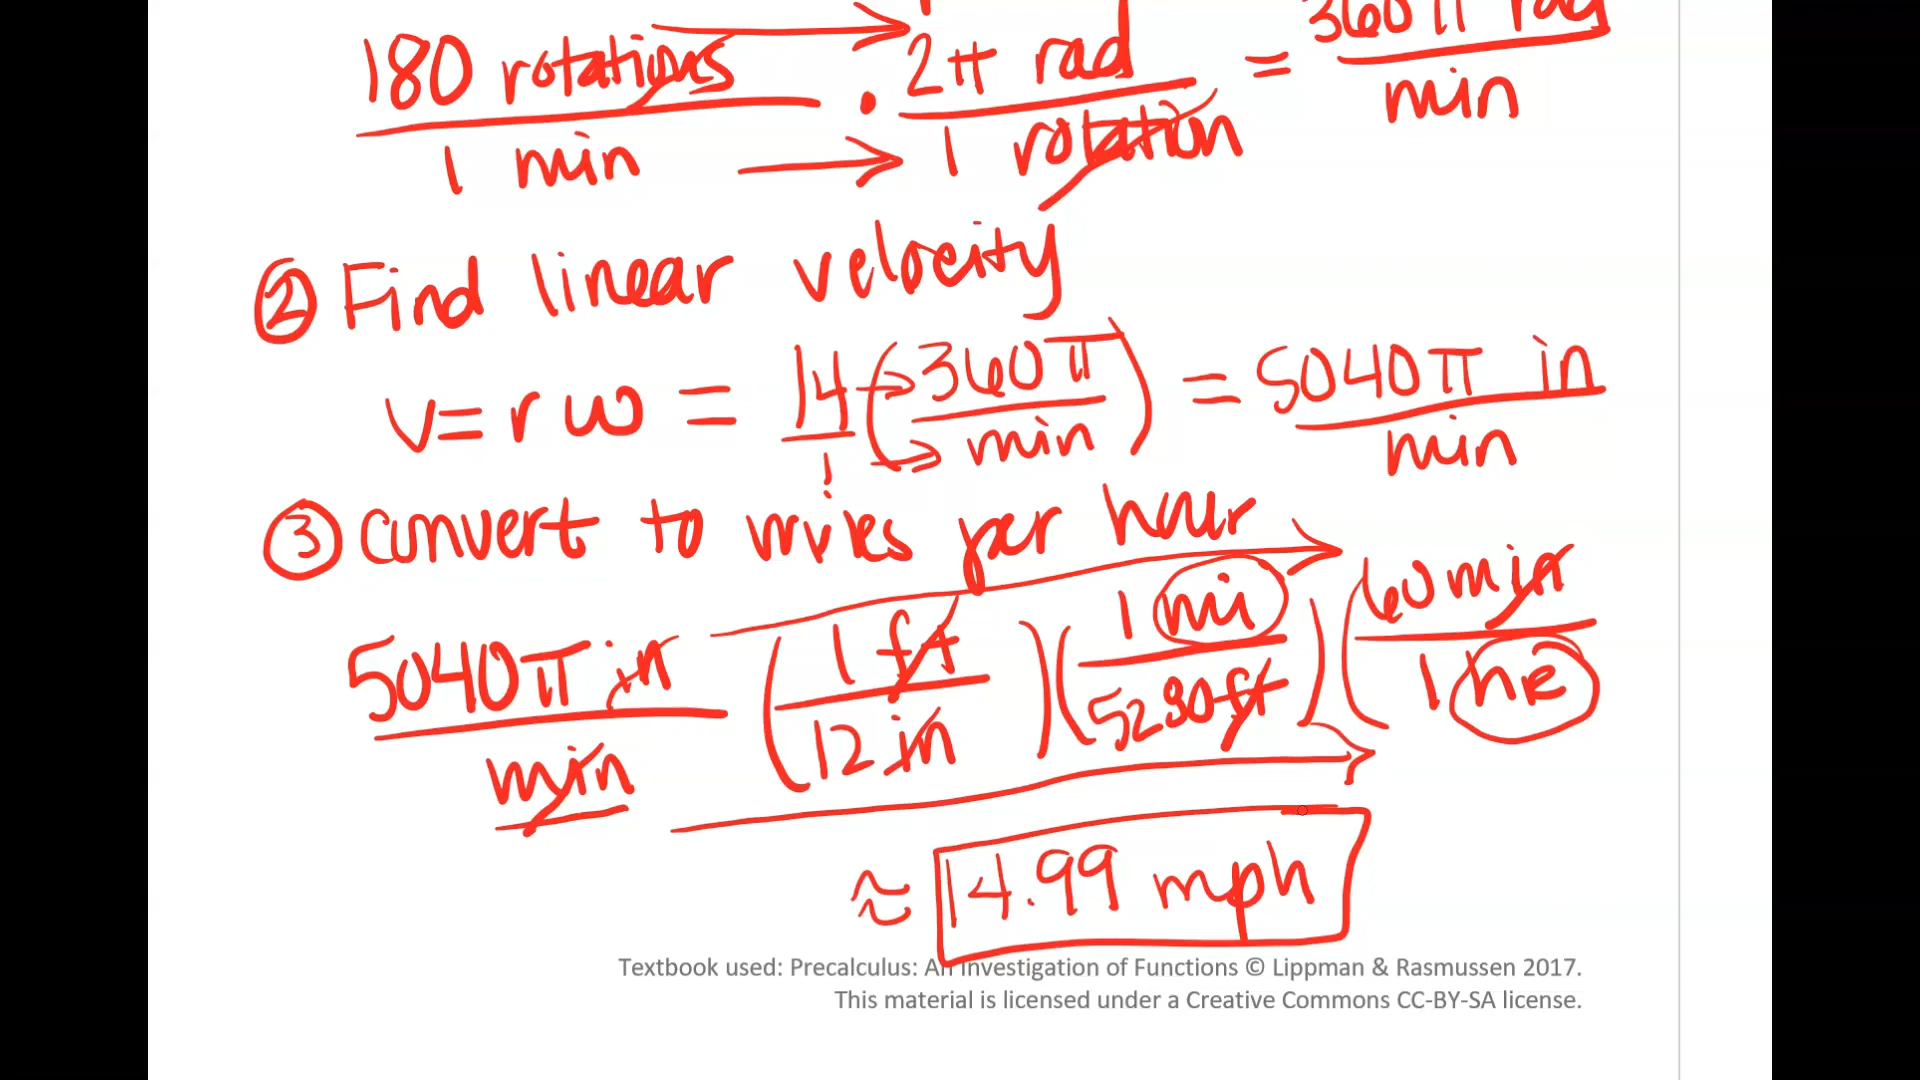 180 rotations / 1 min · 2π rad / 1 rotation = 360π rad / min
② Find linear velocity
v = rω = 14/1 (360π / min) = 5040π in / min
③ convert to miles per hour
5040π in / min (1 ft / 12 in) (1 mi / 5280 ft) (60 min / 1 hr)
≈ 14.99 mph
Textbook used: Precalculus: An Investigation of Functions © Lippman & Rasmussen 2017.
This material is licensed under a Creative Commons CC-BY-SA license.